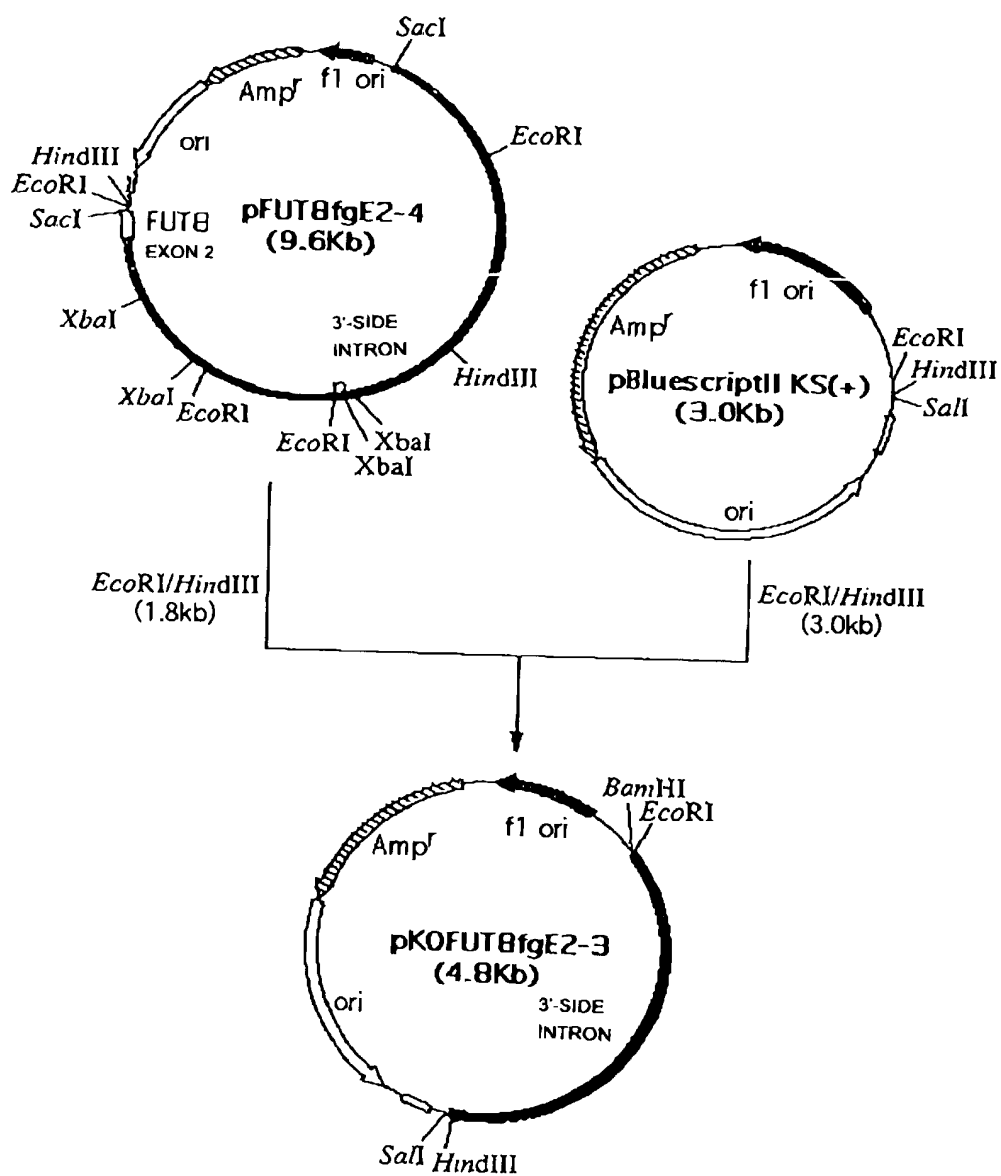 SacI
f1 ori
Ampʳ
ori
EcoRI
HindIII
EcoRI
SacI
FUT8
EXON 2
pFUT8fgE2-4
(9.6Kb)
XbaI
3'-SIDE
INTRON
HindIII
XbaI
EcoRI
EcoRI
XbaI
XbaI
f1 ori
Ampʳ
EcoRI
HindIII
SalI
pBluescriptII KS(+)
(3.0Kb)
ori
EcoRI/HindIII
(1.8kb)
EcoRI/HindIII
(3.0kb)
BamHI
EcoRI
f1 ori
Ampʳ
pKOFUT8fgE2-3
(4.8Kb)
3'-SIDE
INTRON
ori
SalI
HindIII